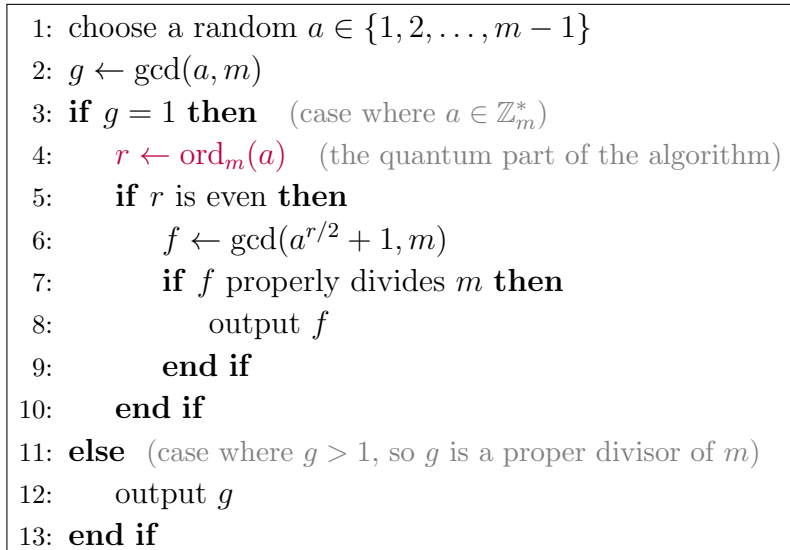 1: choose a random a ∈ {1, 2, . . . , m − 1}
2: g ← gcd(a, m)
3: if g = 1 then (case where a ∈ ℤ*ₘ)
4: r ← ordₘ(a) (the quantum part of the algorithm)
5: if r is even then
6: f ← gcd(a^{r/2} + 1, m)
7: if f properly divides m then
8: output f
9: end if
10: end if
11: else (case where g > 1, so g is a proper divisor of m)
12: output g
13: end if